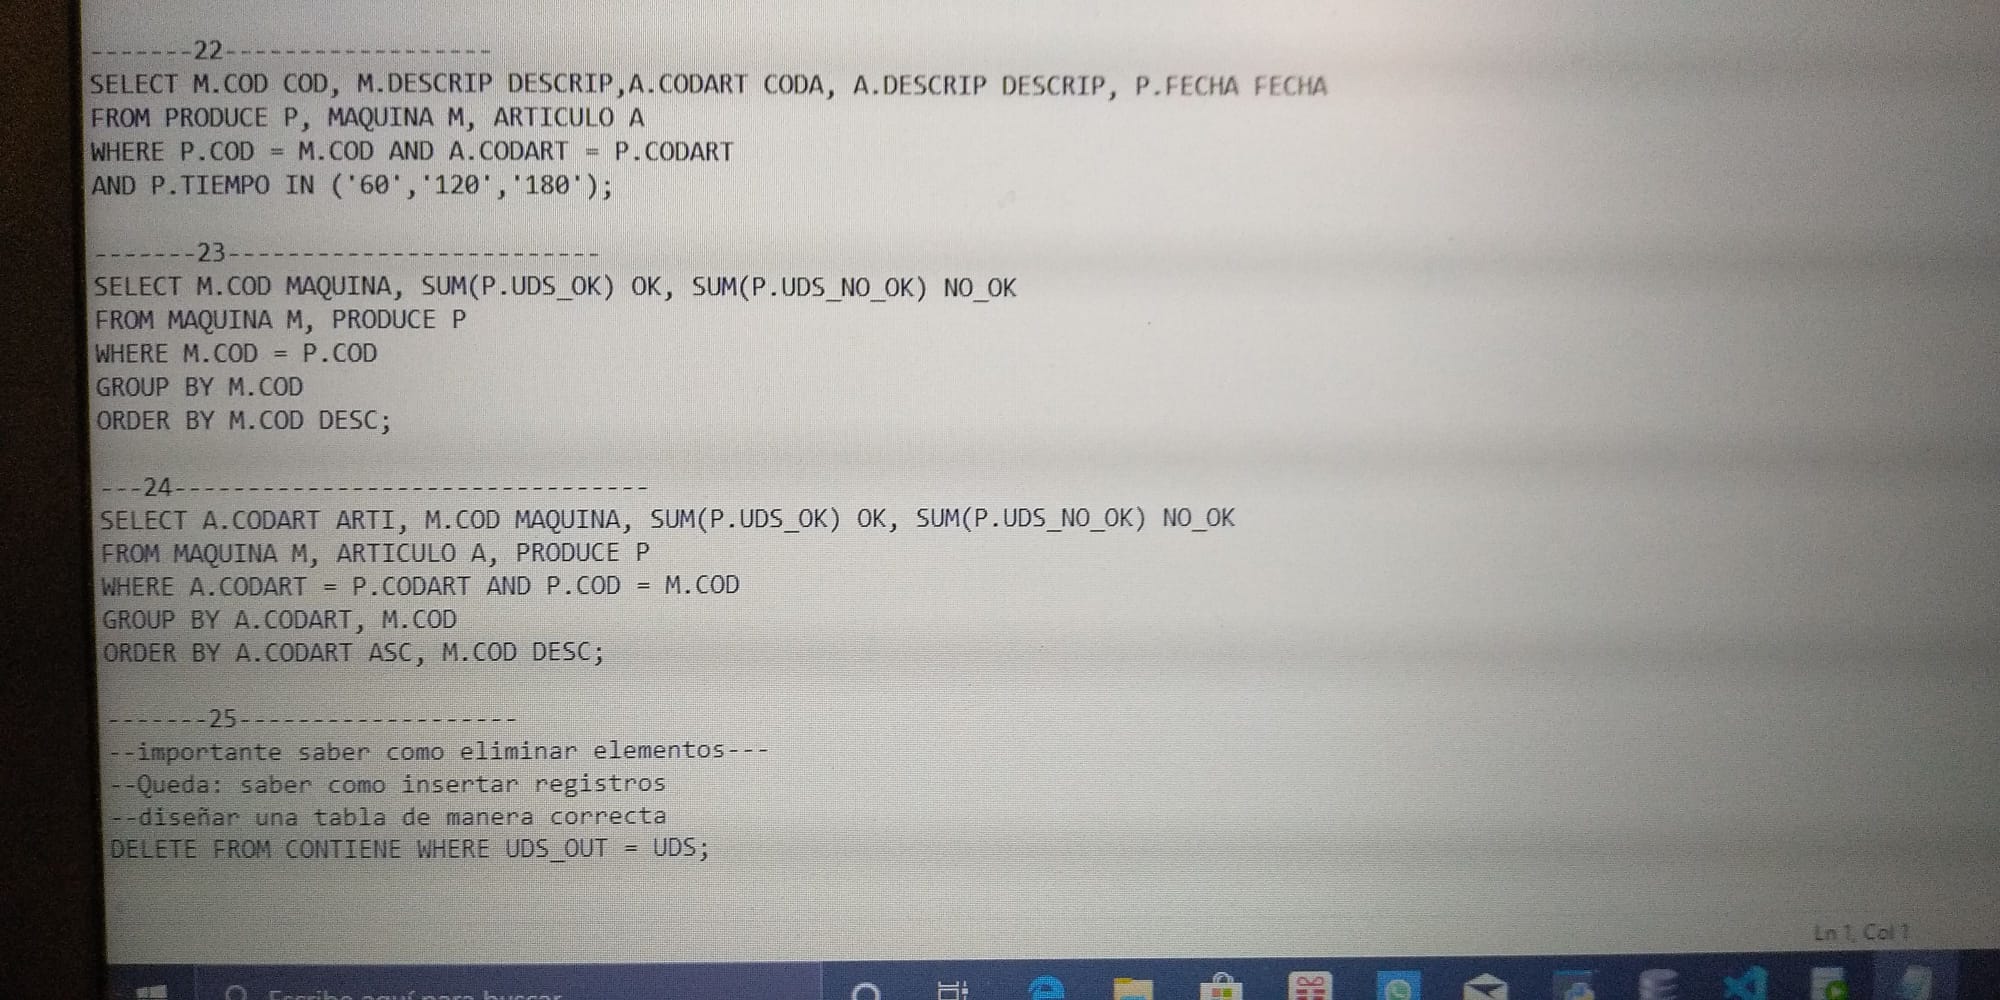 -------22------------------
SELECT M.COD COD, M.DESCRIP DESCRIP,A.CODART CODA, A.DESCRIP DESCRIP, P.FECHA FECHA
FROM PRODUCE P, MAQUINA M, ARTICULO A
WHERE P.COD = M.COD AND A.CODART = P.CODART
AND P.TIEMPO IN ('60','120','180');
-------23-------------------------
SELECT M.COD MAQUINA, SUM(P.UDS_OK) OK, SUM(P.UDS_NO_OK) NO_OK
FROM MAQUINA M, PRODUCE P
WHERE M.COD = P.COD
GROUP BY M.COD
ORDER BY M.COD DESC;
---24--------------------------------
SELECT A.CODART ARTI, M.COD MAQUINA, SUM(P.UDS_OK) OK, SUM(P.UDS_NO_OK) NO_OK
FROM MAQUINA M, ARTICULO A, PRODUCE P
WHERE A.CODART = P.CODART AND P.COD = M.COD
GROUP BY A.CODART, M.COD
ORDER BY A.CODART ASC, M.COD DESC;
-------25-------------------
--importante saber como eliminar elementos---
--Queda: saber como insertar registros
--diseñar una tabla de manera correcta
DELETE FROM CONTIENE WHERE UDS_OUT = UDS;
Ln 1, Col 1
Escribe aquí para buscar